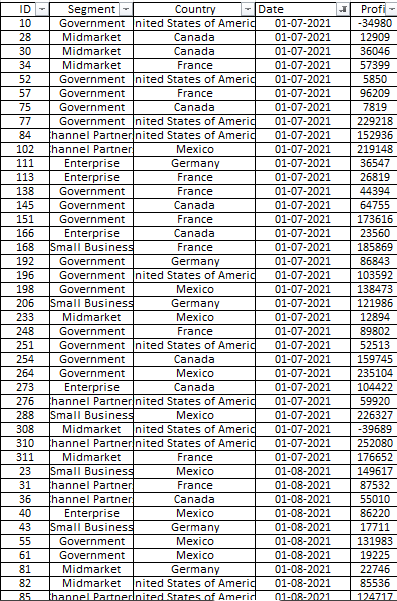 ID Segment Country Date Profi
10 Government nited States of Americ 01-07-2021 -34980
28 Midmarket Canada 01-07-2021 12909
30 Midmarket Canada 01-07-2021 36046
34 Midmarket France 01-07-2021 57399
52 Government nited States of Americ 01-07-2021 5850
57 Government France 01-07-2021 96209
75 Government Canada 01-07-2021 7819
77 Government nited States of Americ 01-07-2021 229218
84 Channel Partner nited States of Americ 01-07-2021 152936
102 Channel Partner Mexico 01-07-2021 219148
111 Enterprise Germany 01-07-2021 36547
113 Enterprise France 01-07-2021 26819
138 Government France 01-07-2021 44394
145 Government Canada 01-07-2021 64755
151 Government France 01-07-2021 173616
166 Enterprise Canada 01-07-2021 23560
168 Small Business France 01-07-2021 185869
192 Government Germany 01-07-2021 86843
196 Government nited States of Americ 01-07-2021 103592
198 Government Mexico 01-07-2021 138473
206 Small Business Germany 01-07-2021 121986
233 Midmarket Mexico 01-07-2021 12894
248 Government France 01-07-2021 89802
251 Government nited States of Americ 01-07-2021 52513
254 Government Canada 01-07-2021 159745
264 Government Mexico 01-07-2021 235104
273 Enterprise Canada 01-07-2021 104422
276 Channel Partner nited States of Americ 01-07-2021 59920
288 Small Business Mexico 01-07-2021 226327
308 Midmarket nited States of Americ 01-07-2021 -39689
310 Channel Partner nited States of Americ 01-07-2021 252080
311 Midmarket France 01-07-2021 176652
23 Small Business Mexico 01-08-2021 149617
31 Channel Partner France 01-08-2021 87532
36 Channel Partner Canada 01-08-2021 55010
40 Enterprise Mexico 01-08-2021 86220
43 Small Business Germany 01-08-2021 17711
55 Government Mexico 01-08-2021 131983
61 Government Mexico 01-08-2021 19225
81 Midmarket Germany 01-08-2021 22746
82 Midmarket nited States of Americ 01-08-2021 85536
85 Channel Partner nited States of Americ 01-08-2021 124717